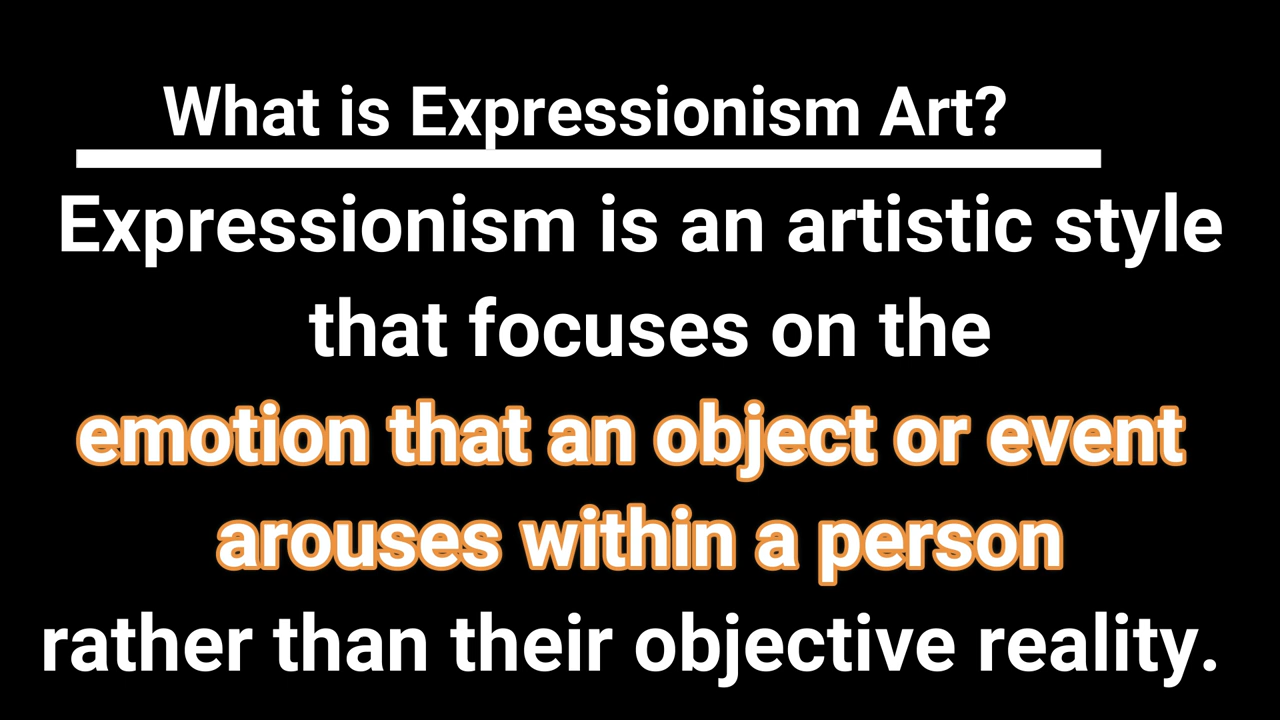 What is Expressionism Art?
Expressionism is an artistic style
that focuses on the
emotion that an object or event
arouses within a person
rather than their objective reality.